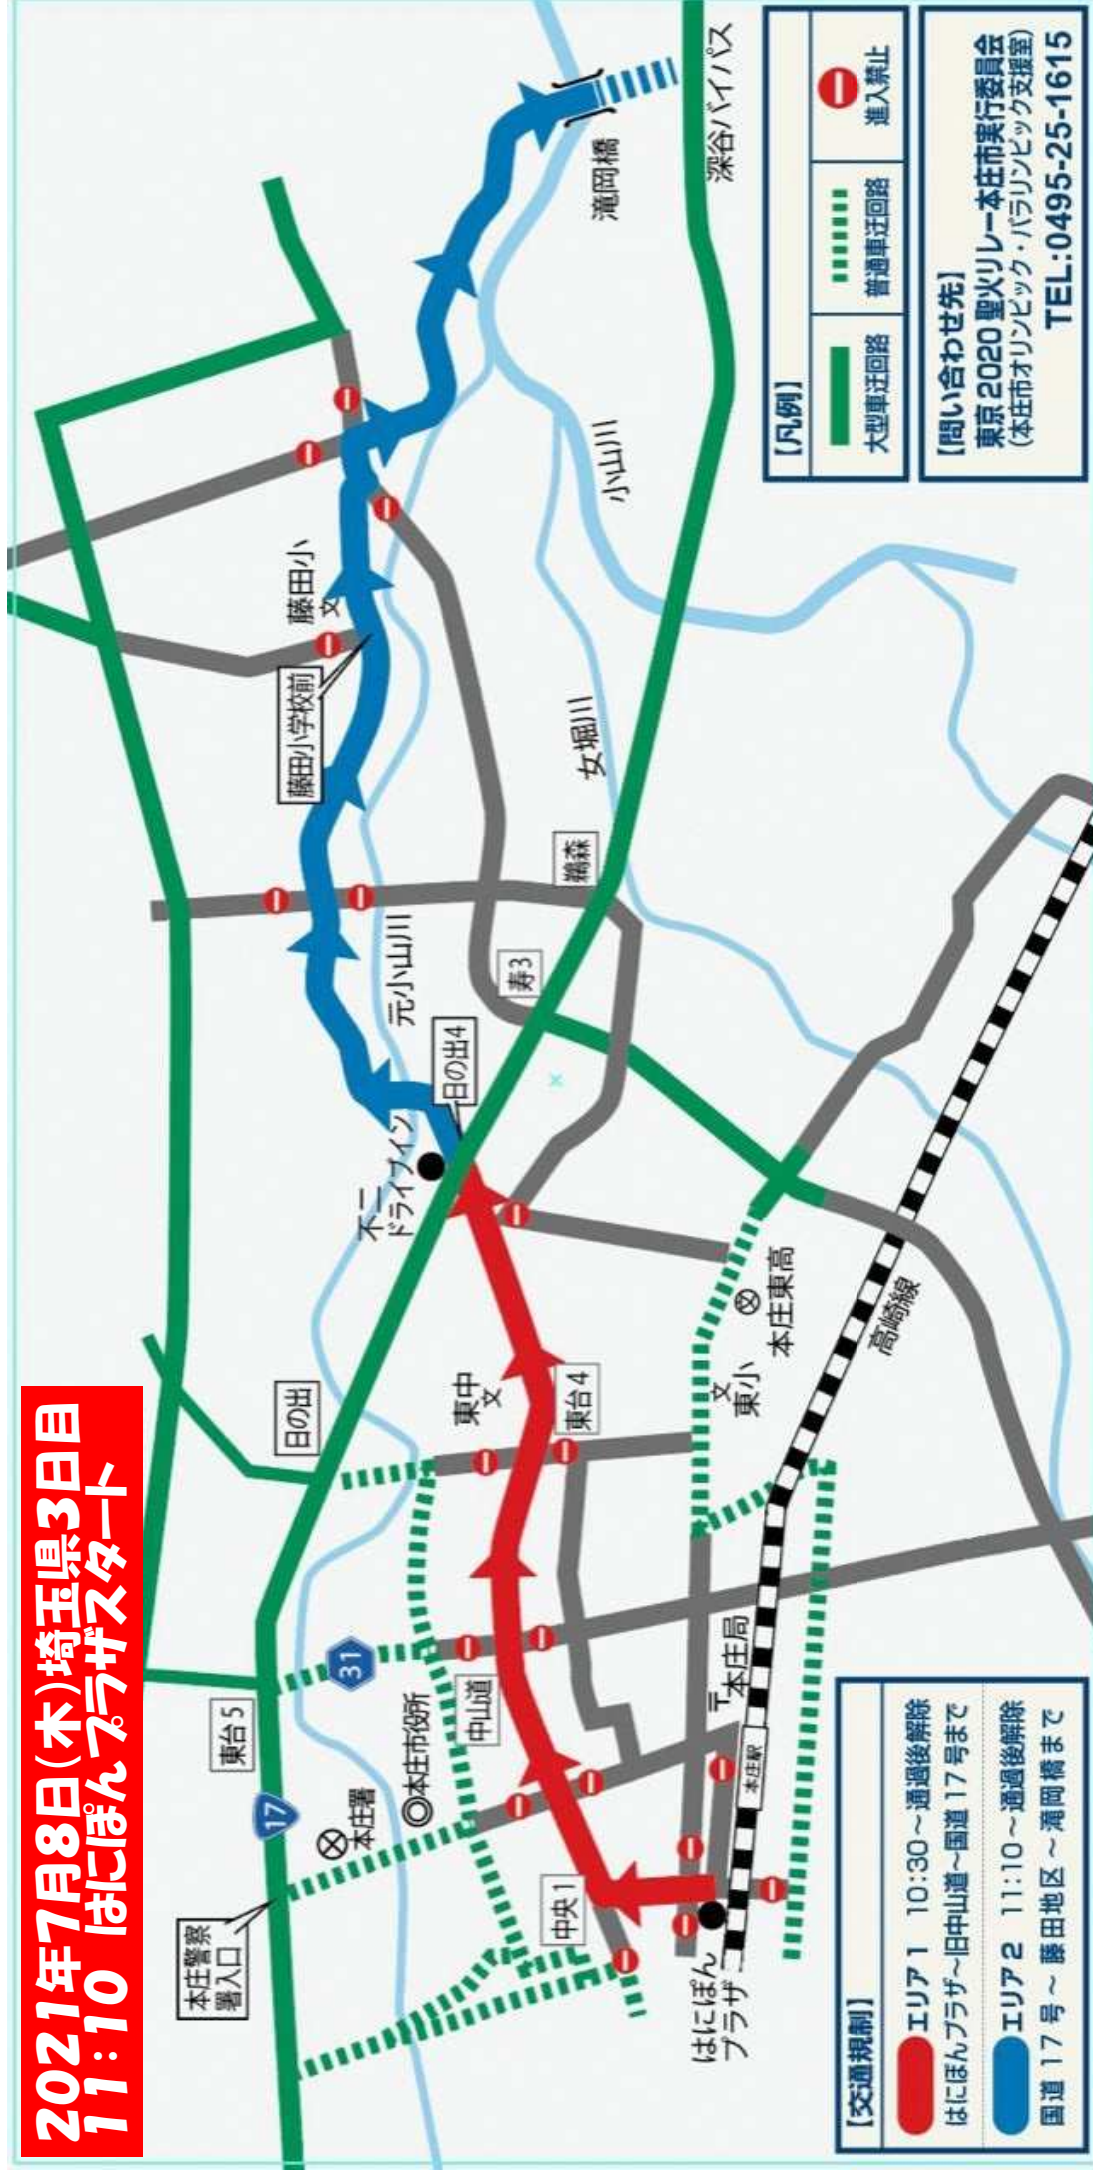 2021年7月8日(木)埼玉県3日目
11:10 はにぽんプラザスタート
本庄警察
署入口
17
東台5
31
日の出
本庄署
本庄市役所
中山道
中央1
はにぽん
プラザ
本庄駅
〒
本庄局
東中
文
東台4
文
東小
本庄東高
高崎線
不二
ドライブイン
日の出4
元小山川
寿3
鵜森
女堀川
藤田小学校前
藤田小
文
小山川
滝岡橋
深谷バイパス
【交通規制】
エリア1 10:30~通過後解除
はにぽんプラザ~旧中山道~国道17号まで
エリア2 11:10~通過後解除
国道17号~藤田地区~滝岡橋まで
【凡例】
大型車迂回路
普通車迂回路
進入禁止
【問い合わせ先】
東京2020聖火リレー本庄市実行委員会
(本庄市オリンピック・パラリンピック支援室)
TEL:0495-25-1615